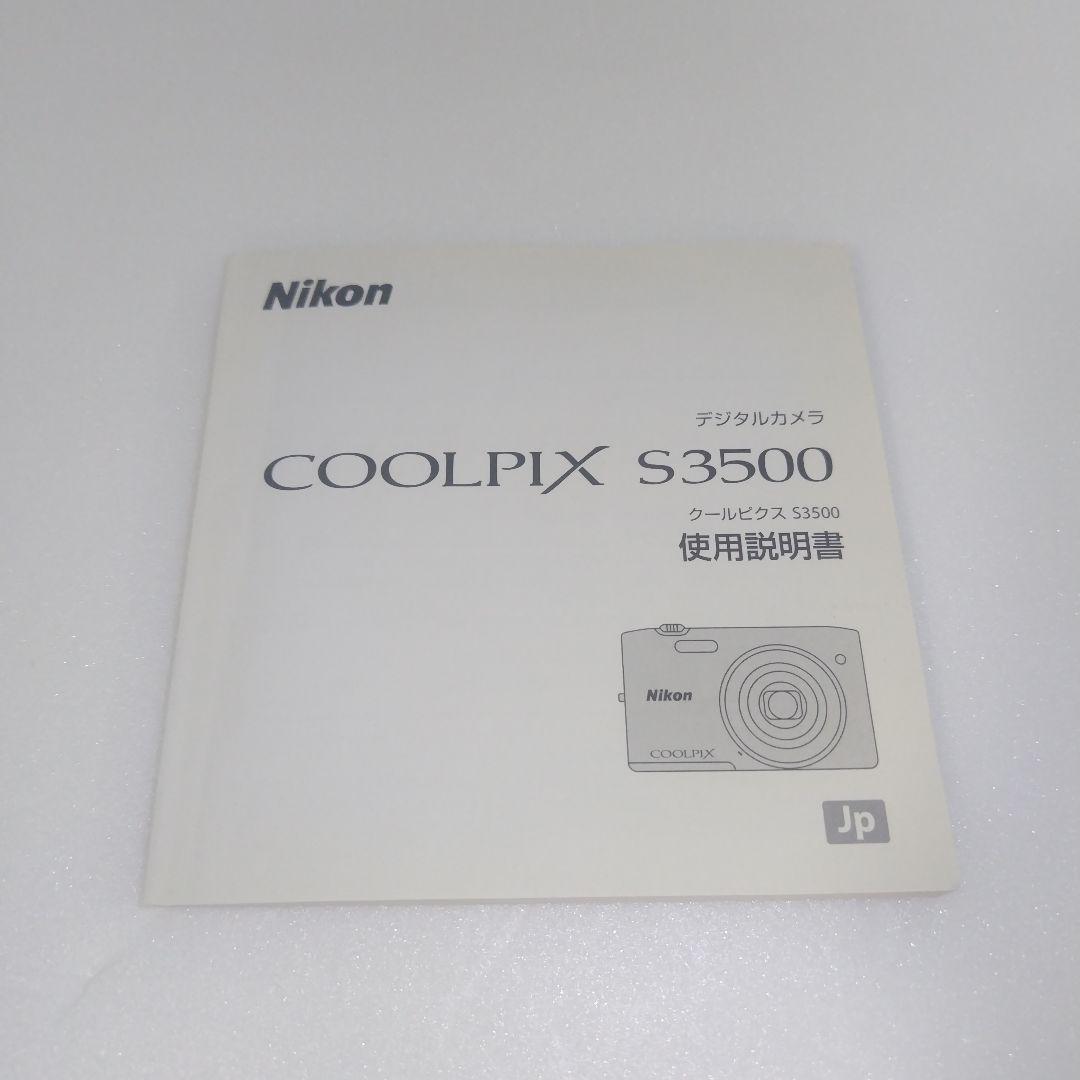 Nikon
デジタルカメラ
COOLPIX S3500
クールピクス S3500
使用説明書
Nikon
COOLPIX
Jp